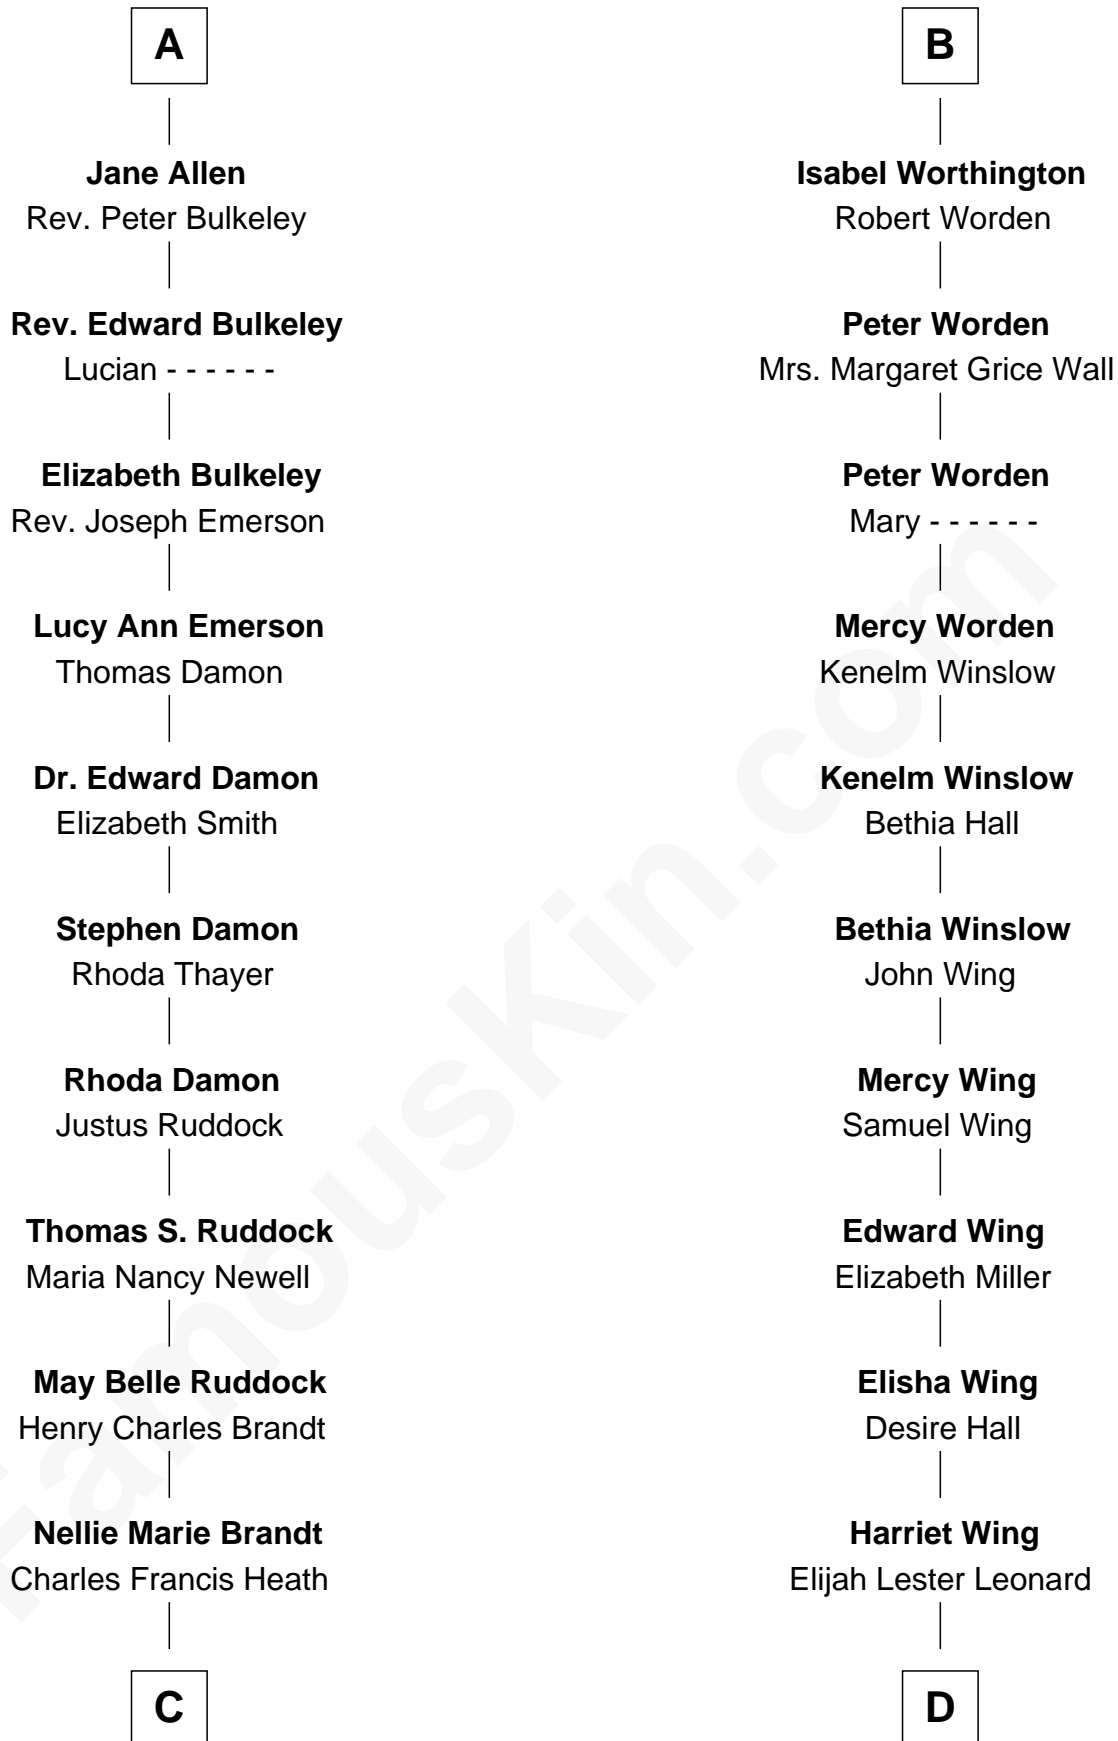 A
Jane Allen
Rev. Peter Bulkeley
Rev. Edward Bulkeley
Lucian - - - - - -
Elizabeth Bulkeley
Rev. Joseph Emerson
Lucy Ann Emerson
Thomas Damon
Dr. Edward Damon
Elizabeth Smith
Stephen Damon
Rhoda Thayer
Rhoda Damon
Justus Ruddock
Thomas S. Ruddock
Maria Nancy Newell
May Belle Ruddock
Henry Charles Brandt
Nellie Marie Brandt
Charles Francis Heath
C
B
Isabel Worthington
Robert Worden
Peter Worden
Mrs. Margaret Grice Wall
Peter Worden
Mary - - - - - -
Mercy Worden
Kenelm Winslow
Kenelm Winslow
Bethia Hall
Bethia Winslow
John Wing
Mercy Wing
Samuel Wing
Edward Wing
Elizabeth Miller
Elisha Wing
Desire Hall
Harriet Wing
Elijah Lester Leonard
D
FamousKin.com